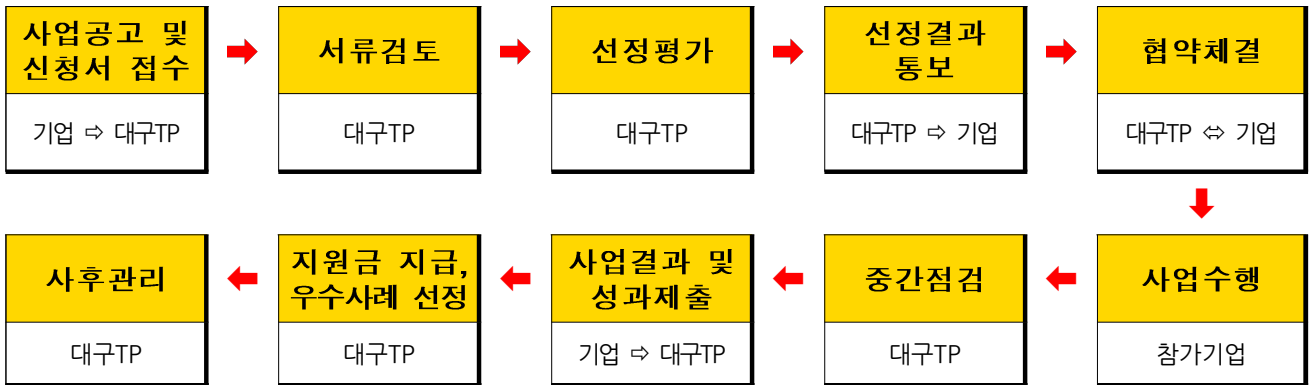 사업공고 및
신청서 접수
기업 ⇨ 대구TP
서류검토
대구TP
선정평가
대구TP
선정결과
통보
대구TP ⇨ 기업
협약체결
대구TP ⬄ 기업
사업수행
참가기업
중간점검
대구TP
사업결과 및
성과제출
기업 ⇨ 대구TP
지원금 지급,
우수사례 선정
대구TP
사후관리
대구TP